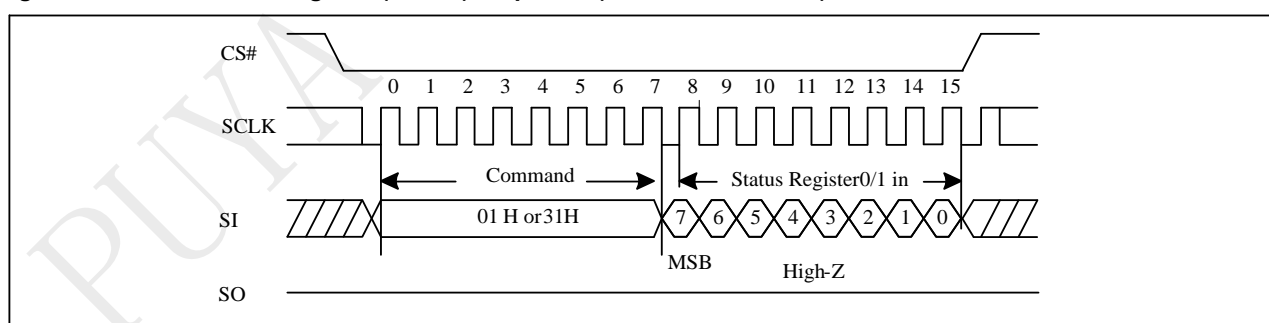 CS#
0 1 2 3 4 5 6 7 8 9 10 11 12 13 14 15
SCLK
Command Status Register0/1 in
SI 01 H or31H 7 6 5 4 3 2 1 0
MSB High-Z
SO
PUYA